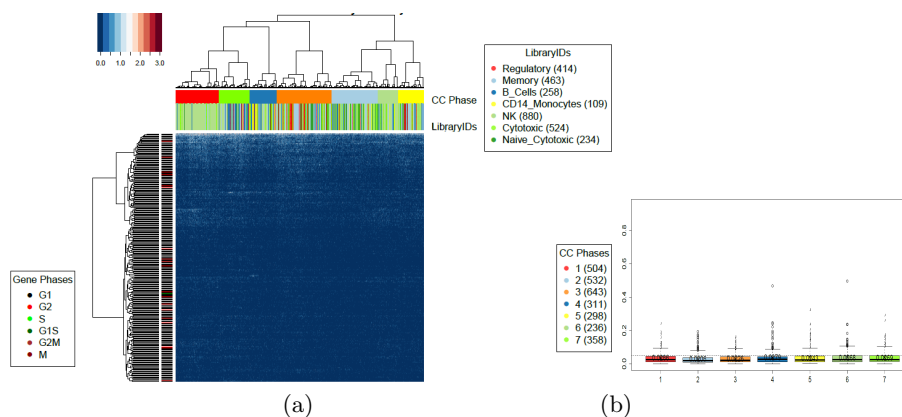 0.0
1.0
2.0
3.0
CC Phase
LibraryIDs
LibraryIDs
Regulatory (414)
Memory (463)
B_Cells (258)
CD14_Monocytes (109)
NK (880)
Cytotoxic (524)
Naive_Cytotoxic (234)
Gene Phases
G1
G2
S
G1S
G2M
M
(a)
CC Phases
1 (504)
2 (532)
3 (643)
4 (311)
5 (298)
6 (236)
7 (358)
0.8
0.6
0.4
0.2
0.0
1 2 3 4 5 6 7
(b)